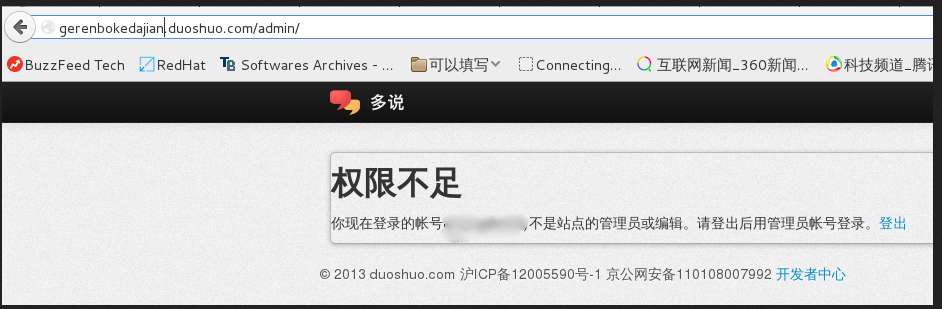 gerenbokedajian.duoshuo.com/admin/
BuzzFeed Tech RedHat Softwares Archives - ... 可以填写 Connecting... 互联网新闻_360新闻... 科技频道_腾讯
多说
权限不足
你现在登录的帐号 不是站点的管理员或编辑。请登出后用管理员帐号登录。登出
© 2013 duoshuo.com 沪ICP备12005590号-1 京公网安备110108007992 开发者中心